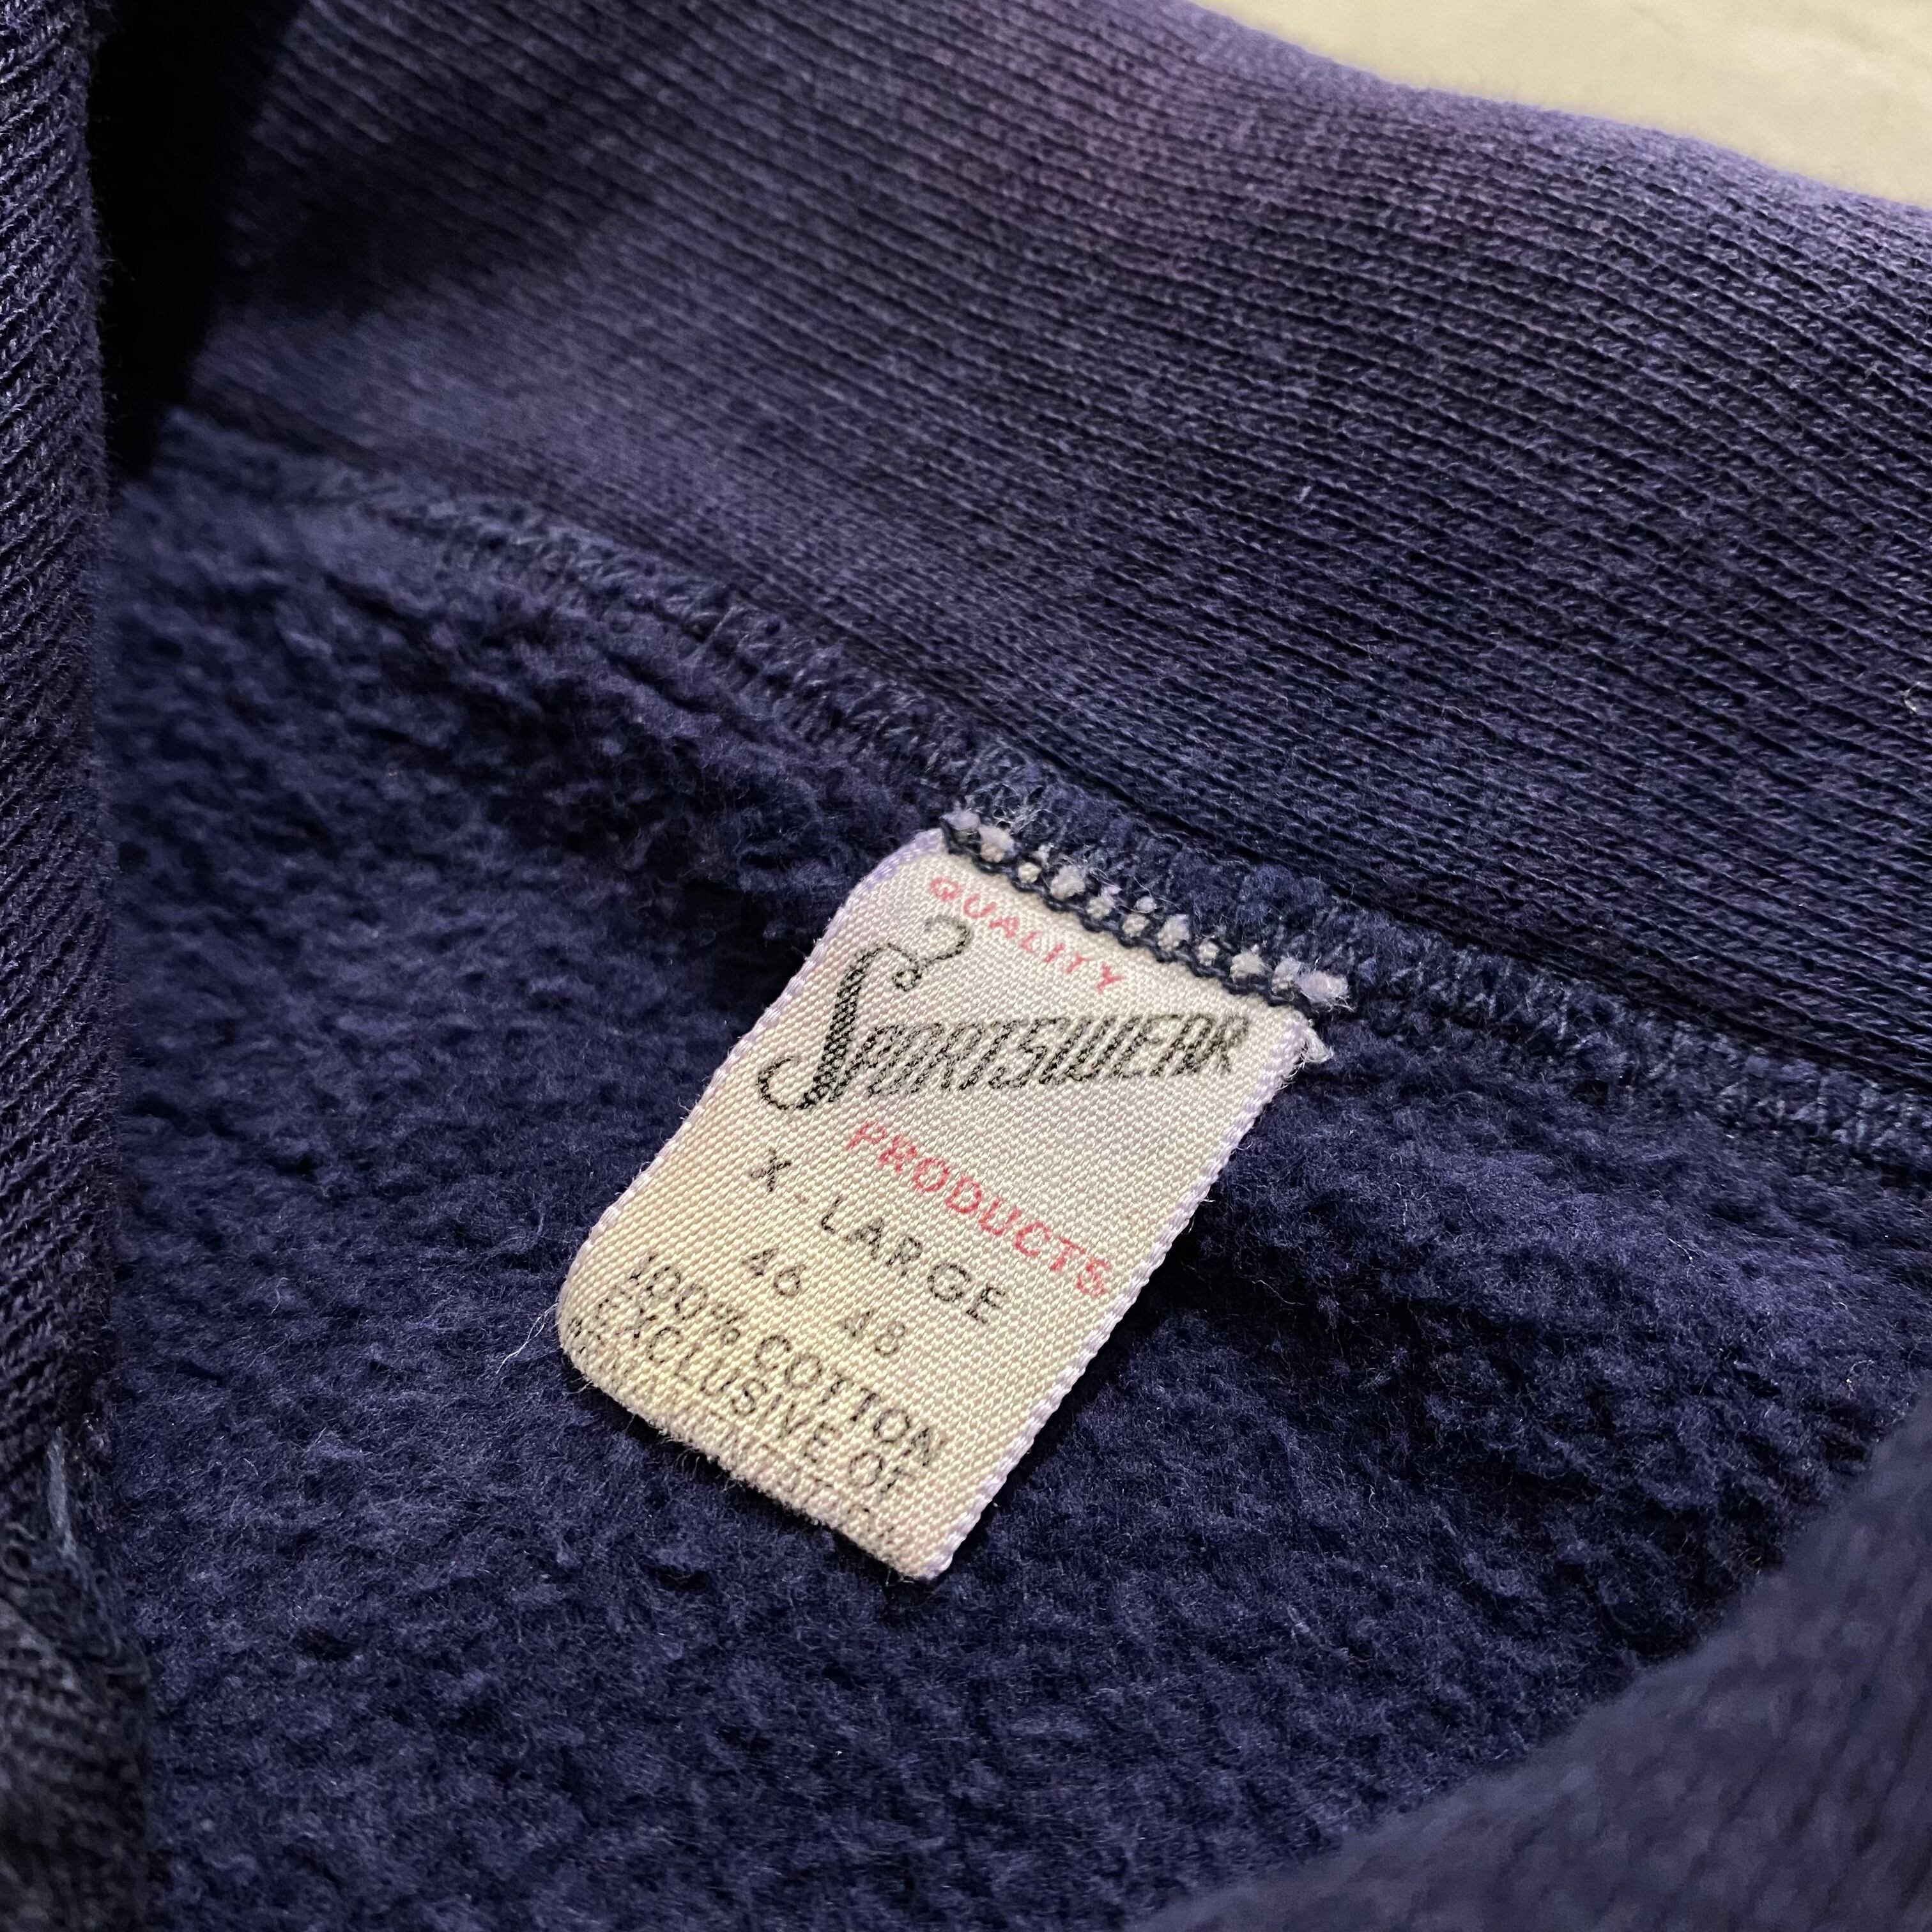 QUALITY
SPORTSWEAR
PRODUCTS
X-LARGE
46 48
100% COTTON
EXCLUSIVE OF